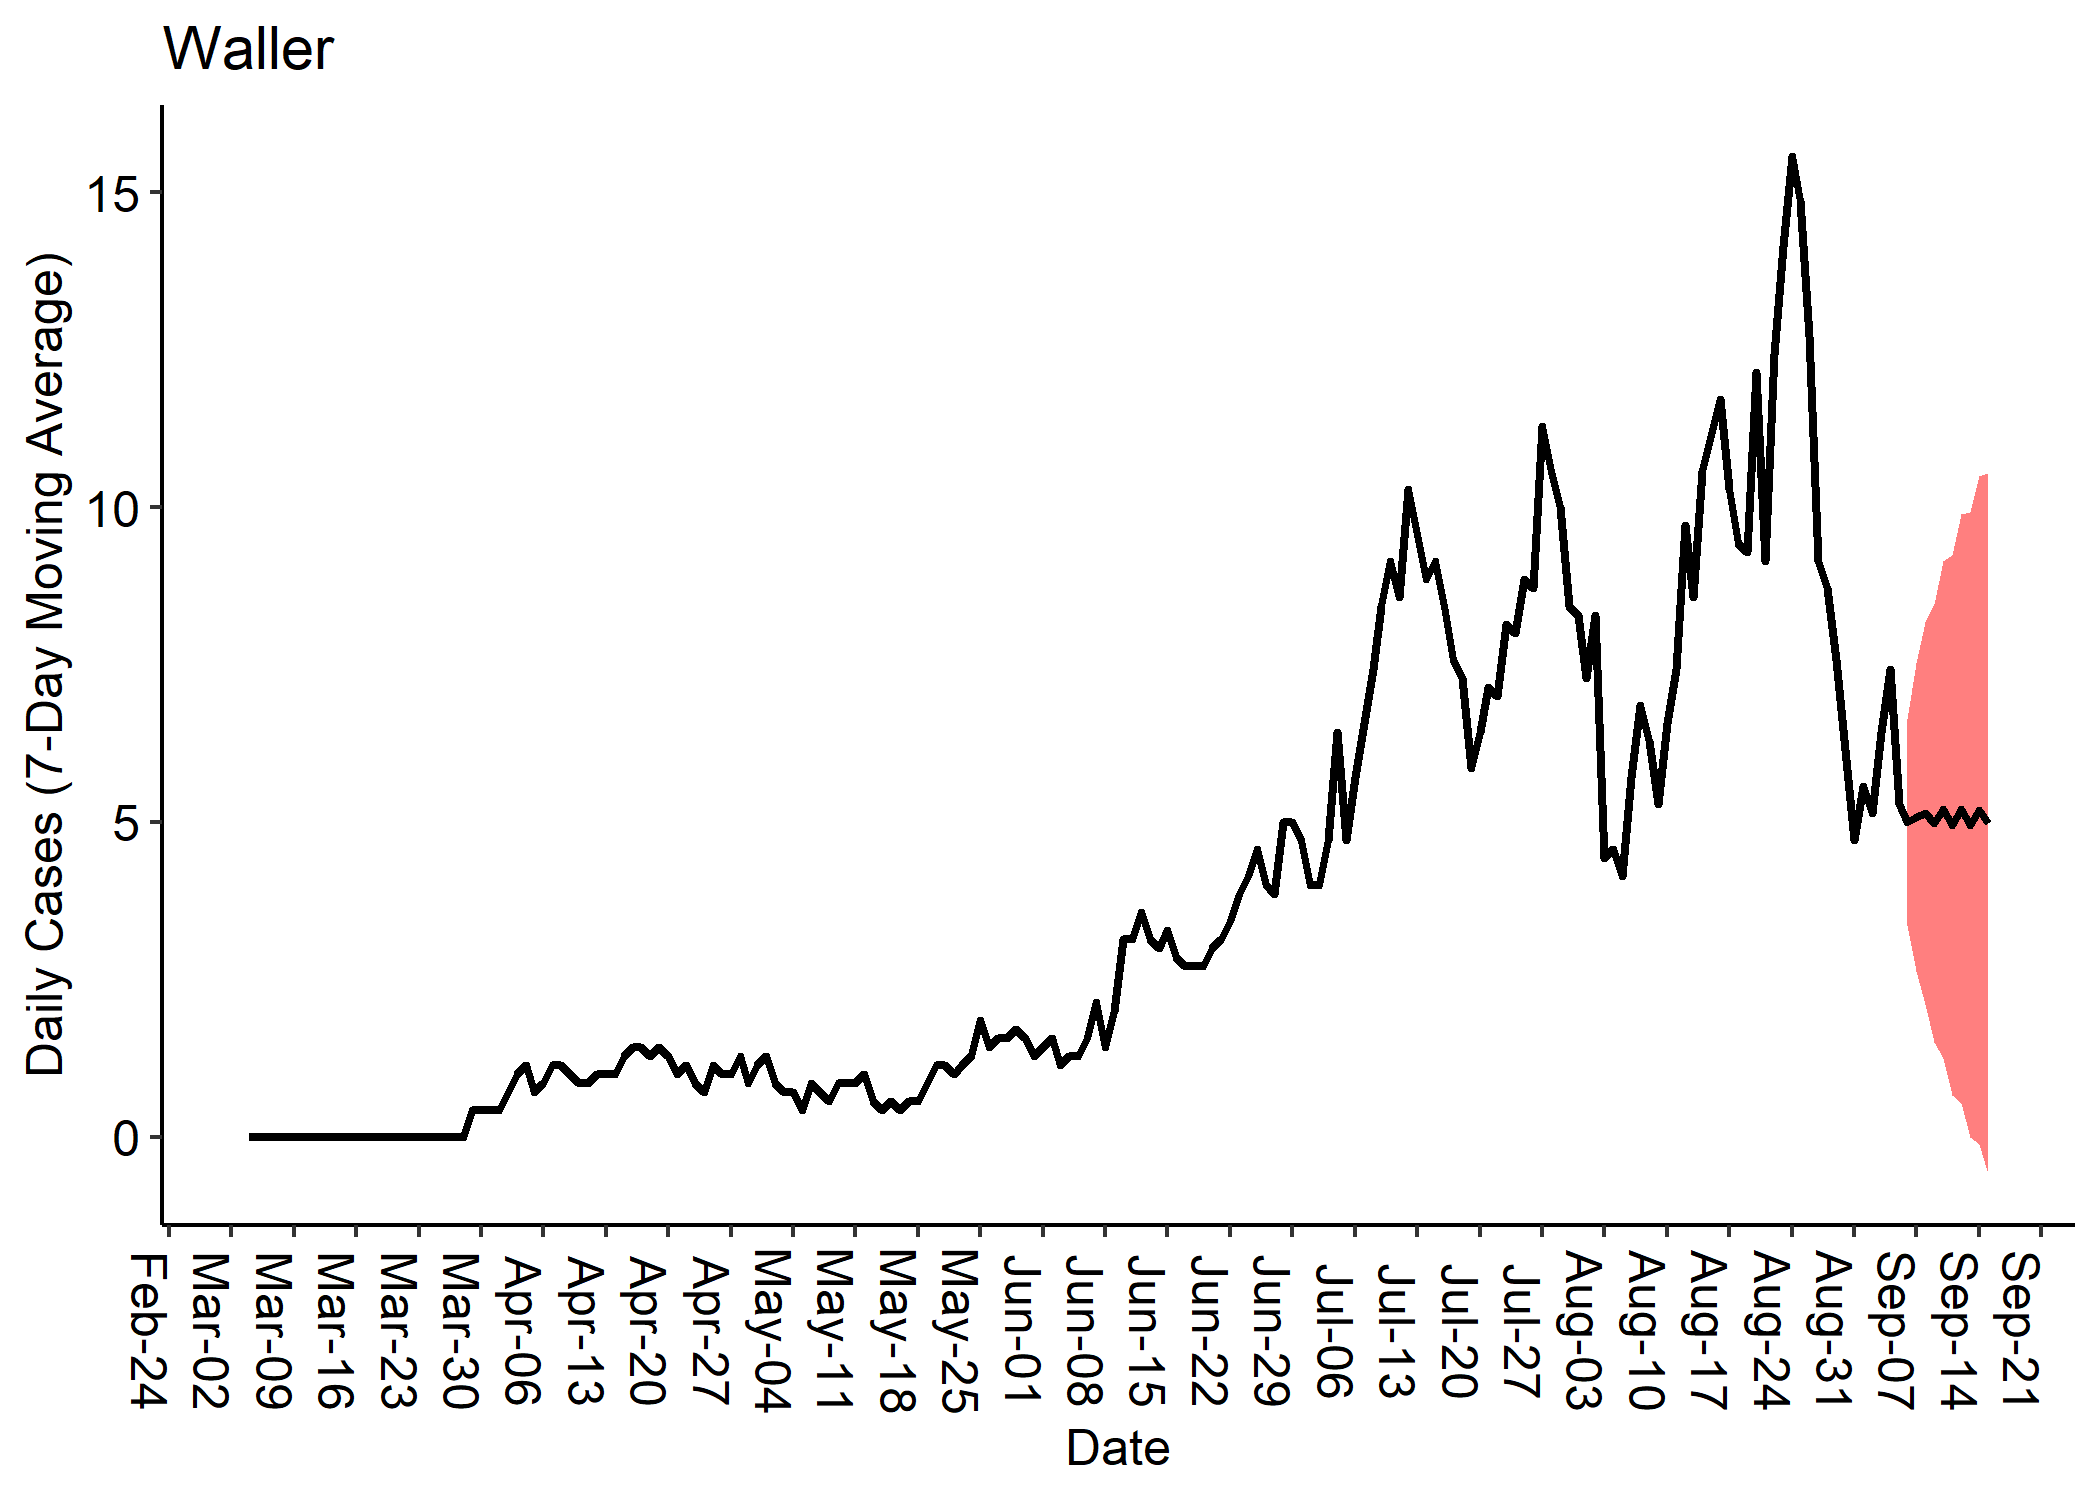 Waller
Daily Cases (7-Day Moving Average)
15
10
5
0
Feb-24
Mar-02
Mar-09
Mar-16
Mar-23
Mar-30
Apr-06
Apr-13
Apr-20
Apr-27
May-04
May-11
May-18
May-25
Jun-01
Jun-08
Jun-15
Jun-22
Jun-29
Jul-06
Jul-13
Jul-20
Jul-27
Aug-03
Aug-10
Aug-17
Aug-24
Aug-31
Sep-07
Sep-14
Sep-21
Date